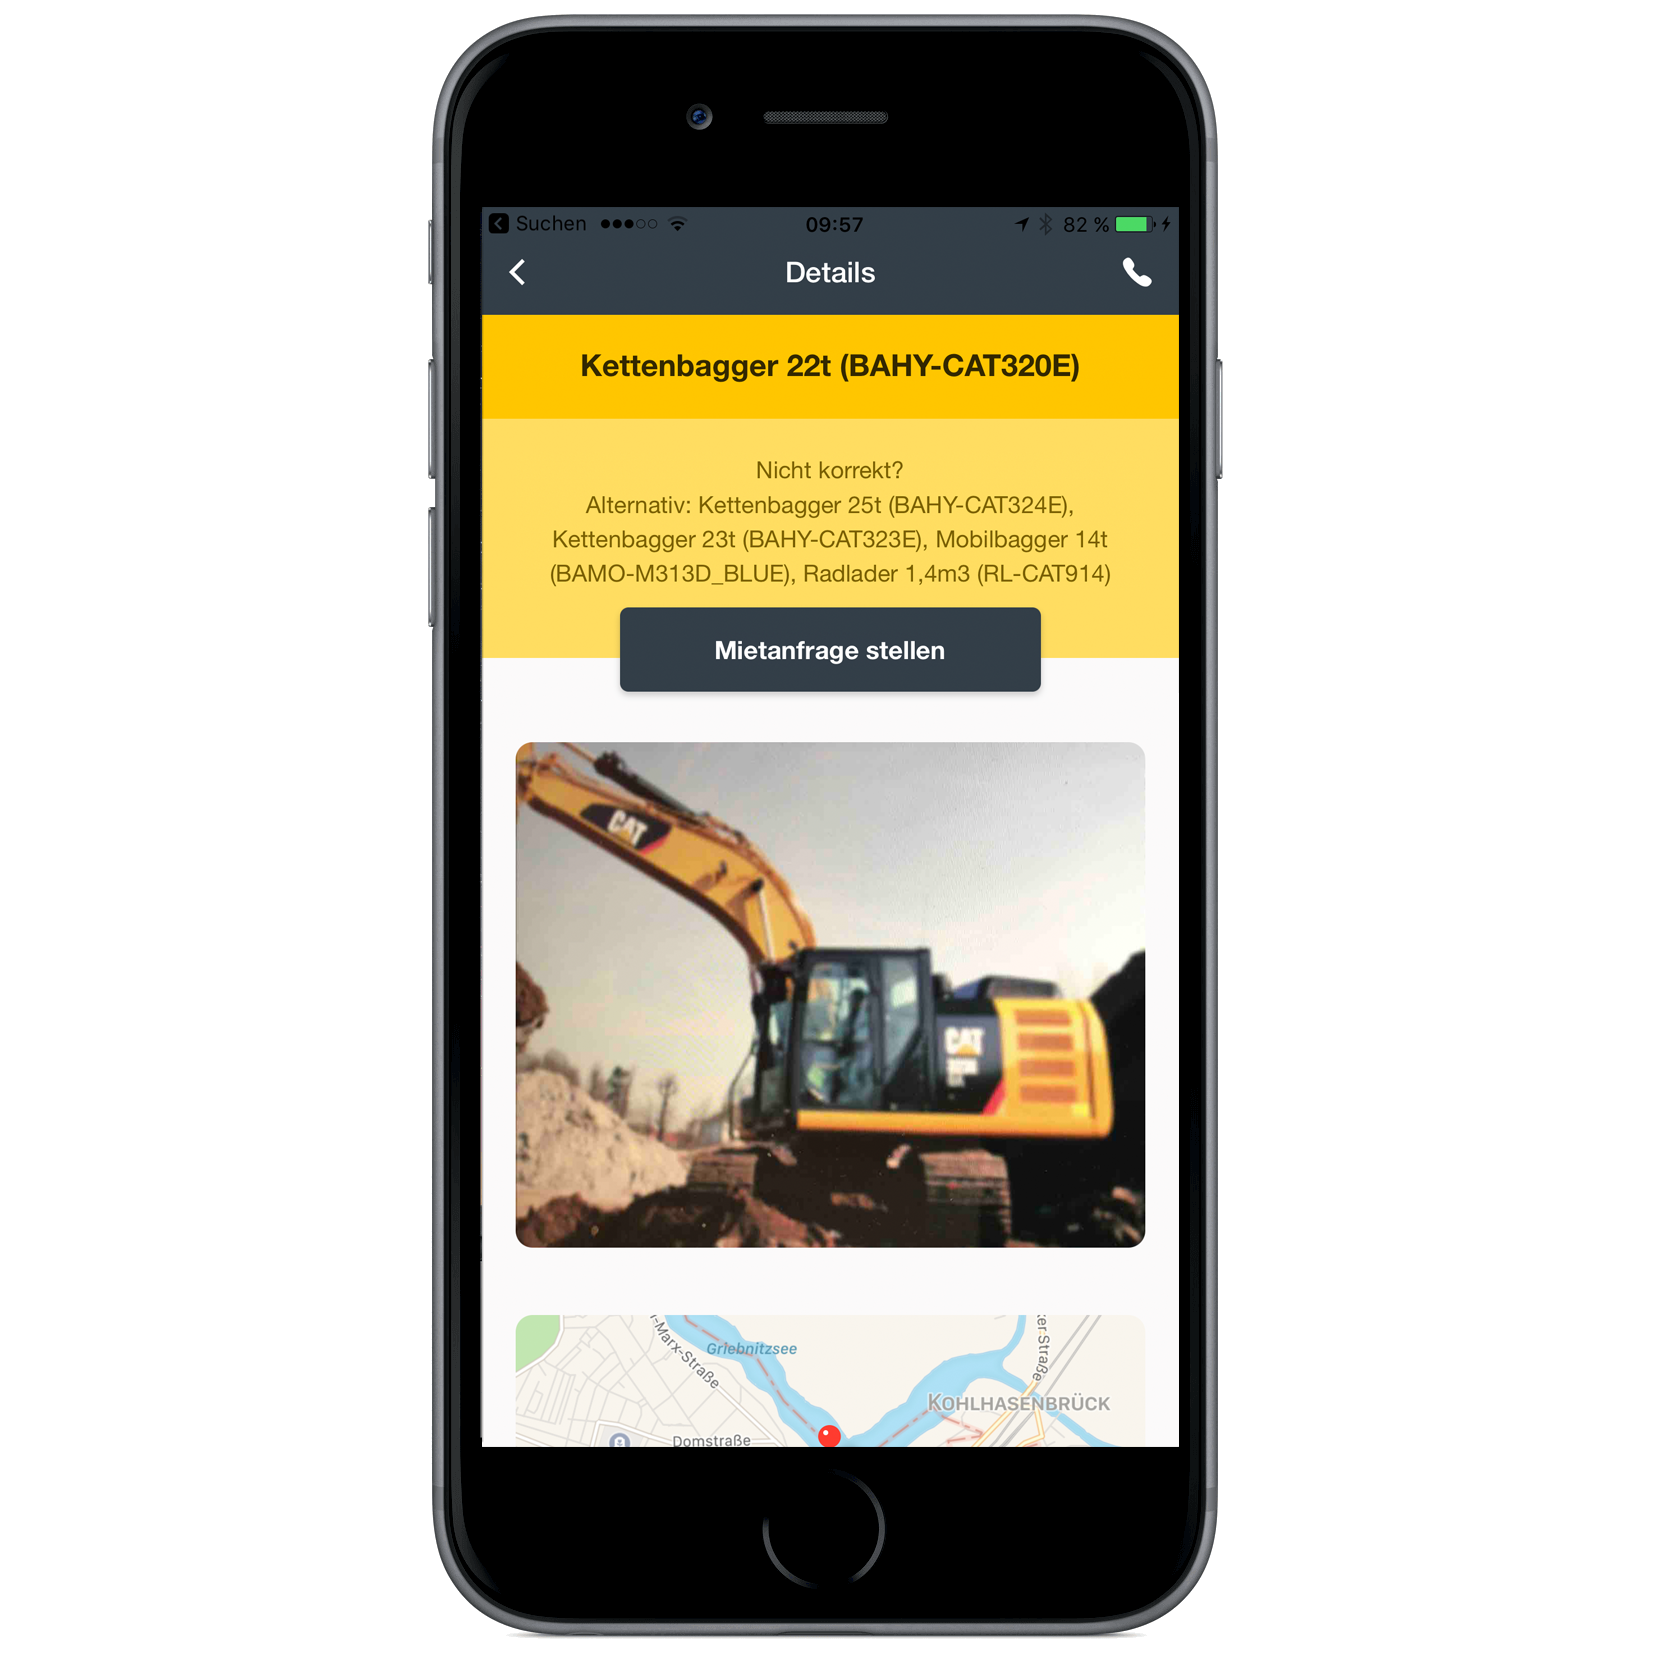 Suchen
09:57
82 %
Details
Kettenbagger 22t (BAHY-CAT320E)
Nicht korrekt?
Alternativ: Kettenbagger 25t (BAHY-CAT324E),
Kettenbagger 23t (BAHY-CAT323E), Mobilbagger 14t
(BAMO-M313D_BLUE), Radlader 1,4m3 (RL-CAT914)
Mietanfrage stellen
CAT
CAT
-Marx-Straße
Griebnitzsee
ker-Straße
KOHLHASENBRÜCK
Domstraße